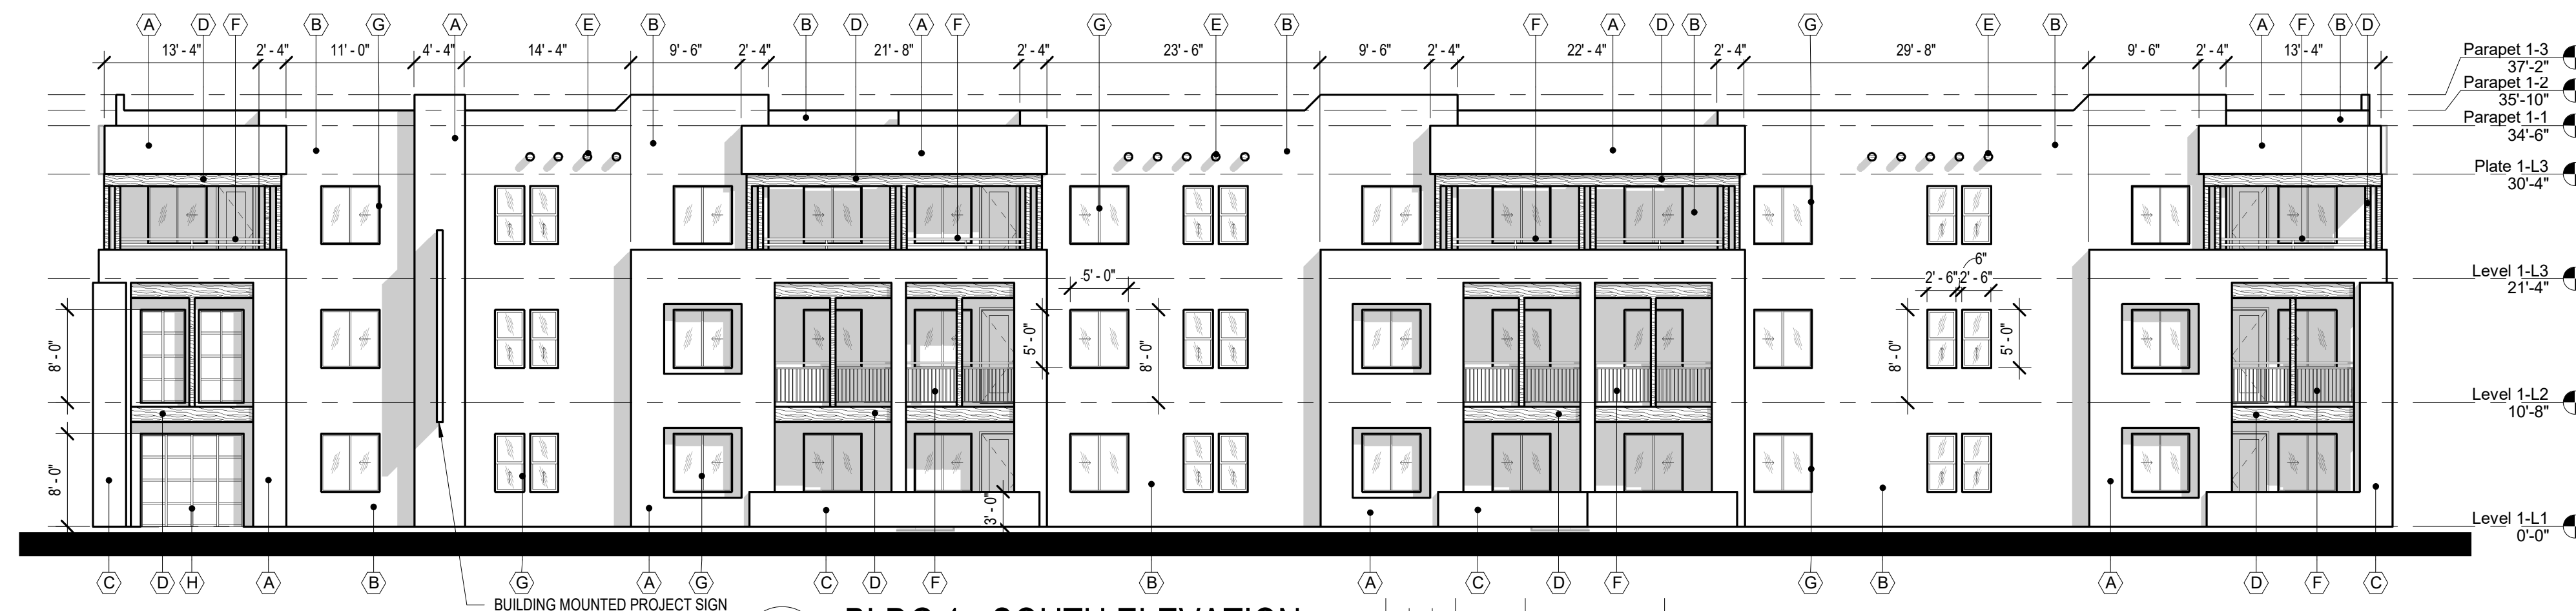 A D F B G A E B B D A F G E B F A D B G E B A F B D
13' - 4" 2' - 4" 11' - 0" 4' - 4" 14' - 4" 9' - 6" 2' - 4" 21' - 8" 2' - 4" 23' - 6" 9' - 6" 2' - 4" 22' - 4" 2' - 4" 29' - 8" 9' - 6" 2' - 4" 13' - 4"
Parapet 1-3
37'-2"
Parapet 1-2
35'-10"
Parapet 1-1
34'-6"
Plate 1-L3
30'-4"
Level 1-L3
21'-4"
6"
5' - 0" 2' - 6" 2' - 6"
8' - 0" 5' - 0" 8' - 0" 8' - 0" 5' - 0"
Level 1-L2
10'-8"
8' - 0" 3' - 0"
Level 1-L1
0'-0"
C D H A B G A G C D F B A C D F G B A D F C
BUILDING MOUNTED PROJECT SIGN
BLDG 1 - SOUTH ELEVATION